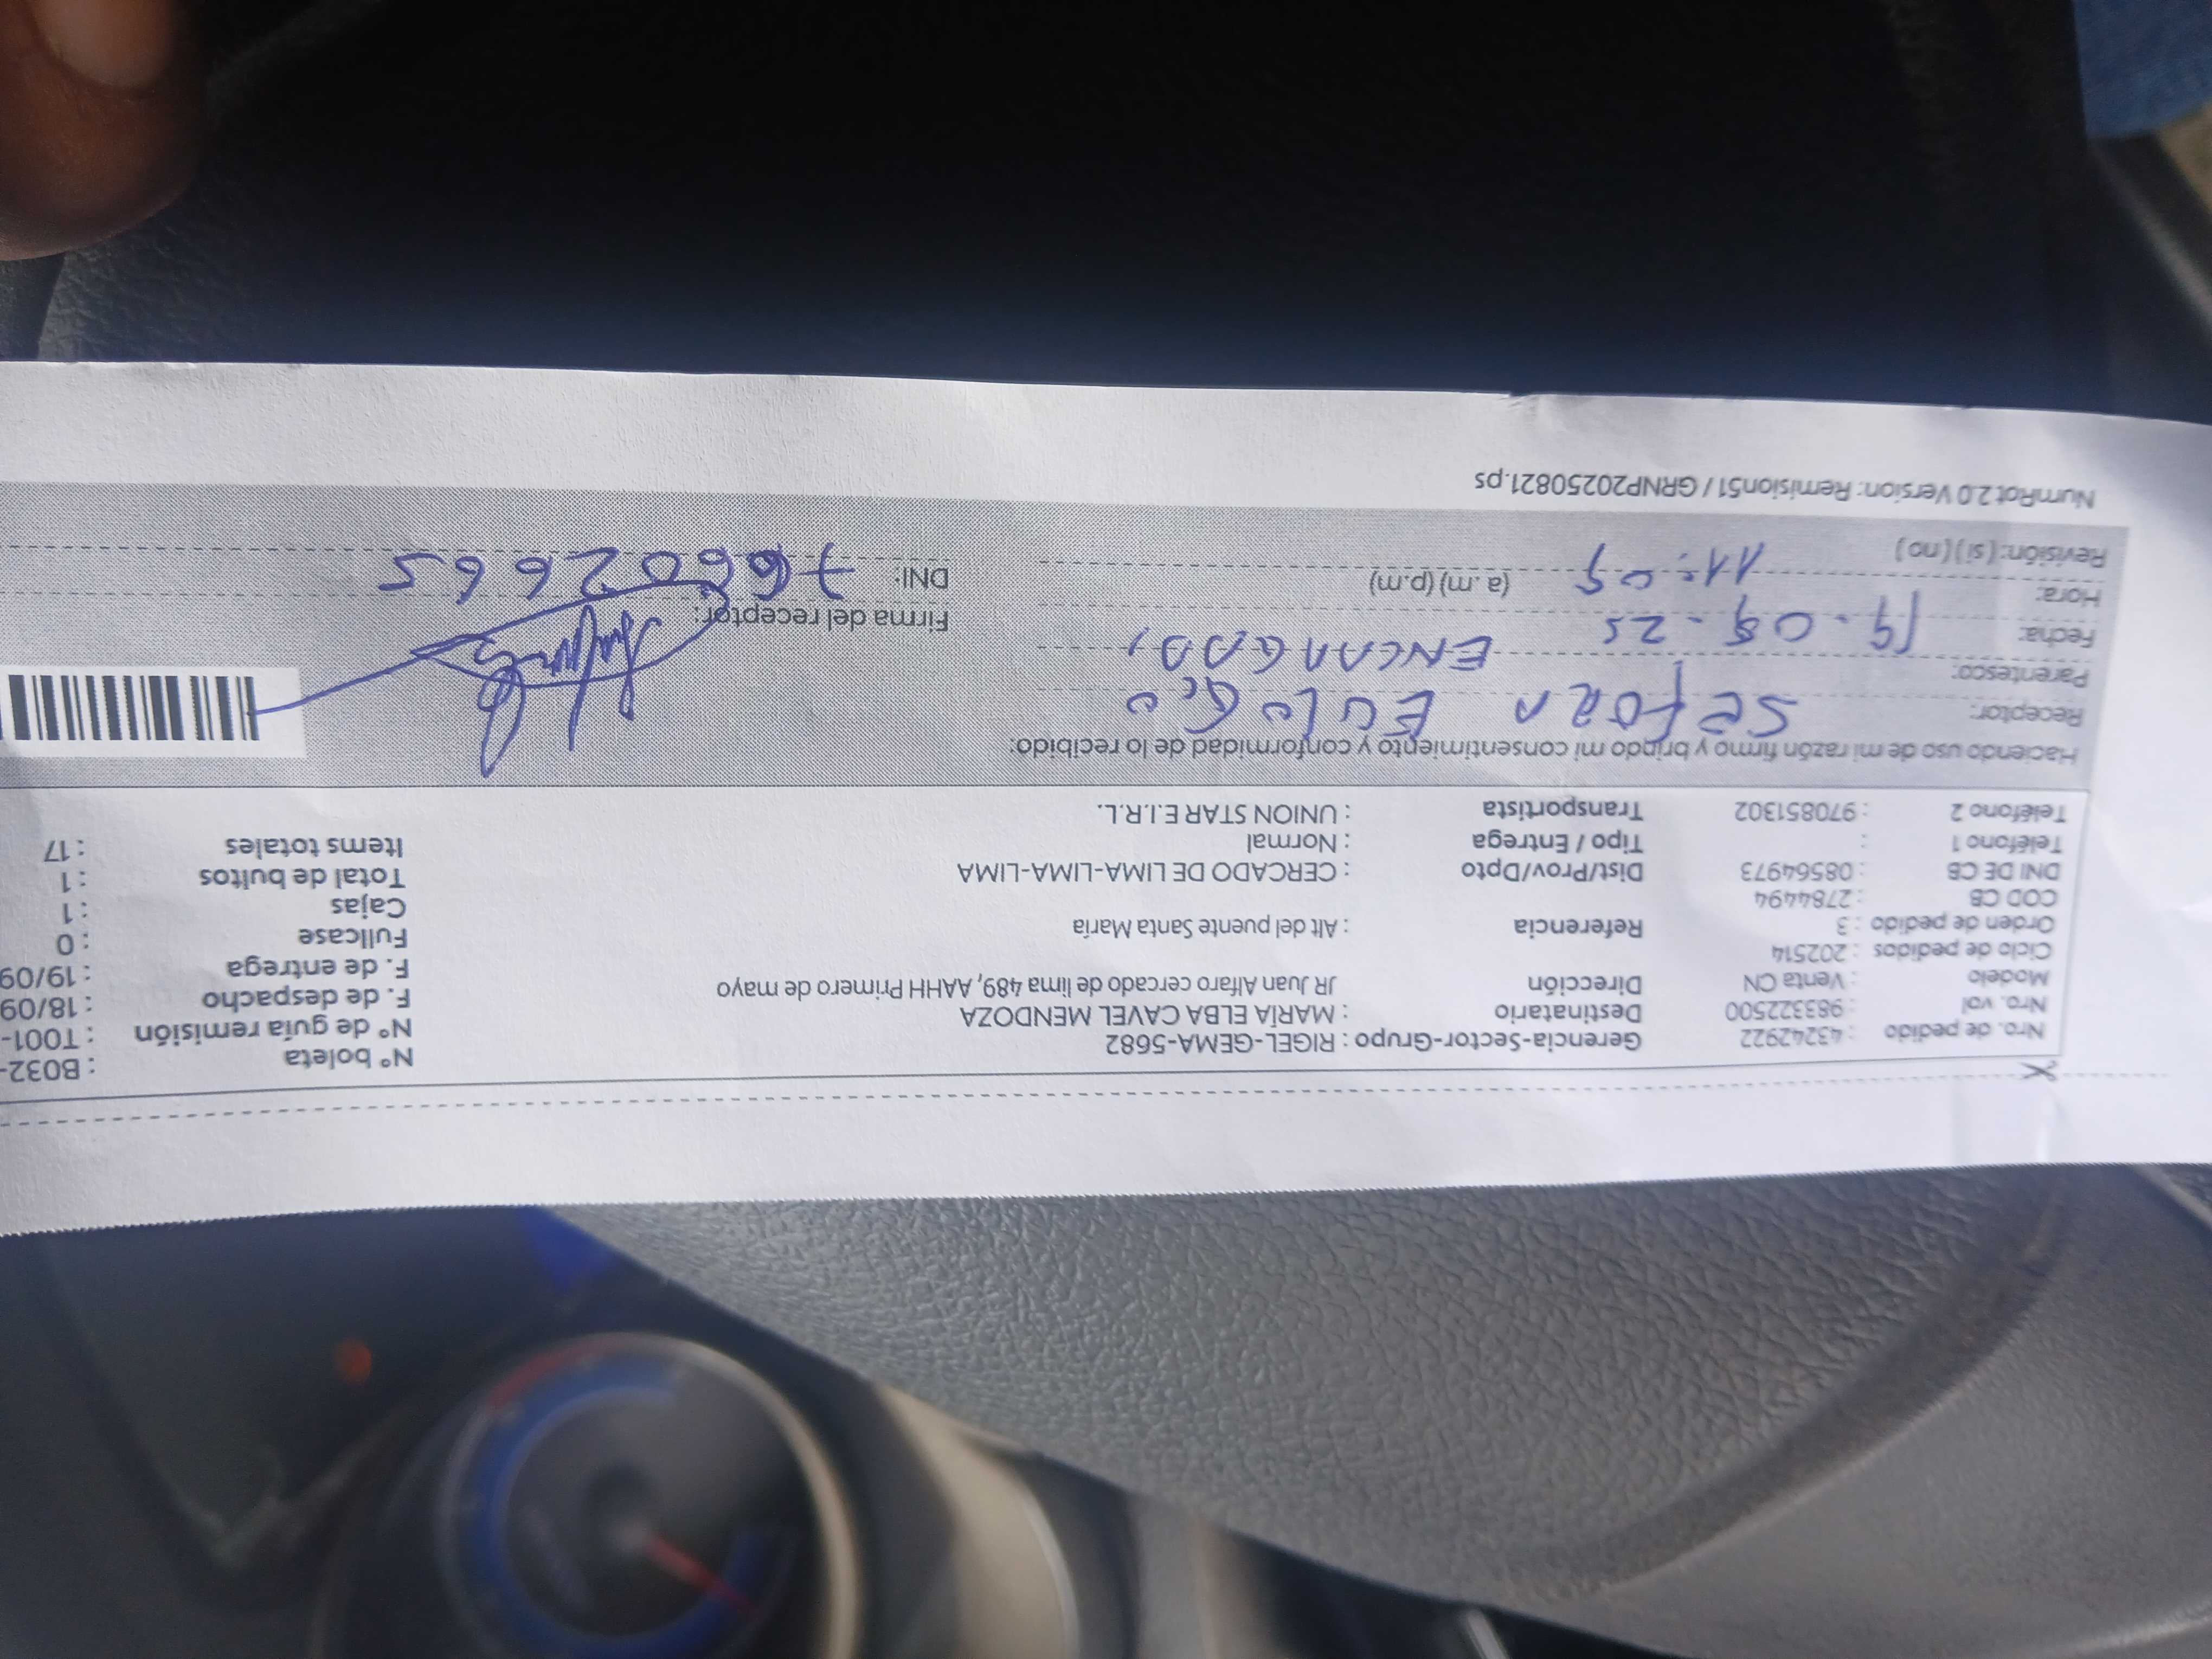 Nro. de pedido : 43242922
Nro. vol : 983322500
Modelo : Venta CN
Ciclo de pedidos : 202514
Orden de pedido : 3
COD CB : 2784494
DNI DE CB : 08564973
Teléfono 1 :
Teléfono 2 : 970851302
Gerencia-Sector-Grupo : RIGEL-GEMA-5682
Destinatario : MARÍA ELBA CAVEL MENDOZA
Dirección JR Juan Alfaro cercado de lima 489, AAHH Primero de mayo
Referencia : Alt del puente Santa María
Dist/Prov/Dpto : CERCADO DE LIMA-LIMA-LIMA
Tipo / Entrega : Normal
Transportista : UNION STAR E.I.R.L.
N° boleta : B032-
N° de guía remisión : T001-
F. de despacho : 18/09
F. de entrega : 19/09
Fullcase : 0
Cajas : 1
Total de bultos : 1
Items totales : 17
Haciendo uso de mi razón firmo y brindo mi consentimiento y conformidad de lo recibido:
Receptor:
Parentesco:
Fecha: 19-09-25
Hora: 11:09 (a.m) (p.m)
Revisión: (si) (no)
Firma del receptor:
DNI: 76602665
NumRot 2.0 Version: Remision51 / GRNP20250821.ps